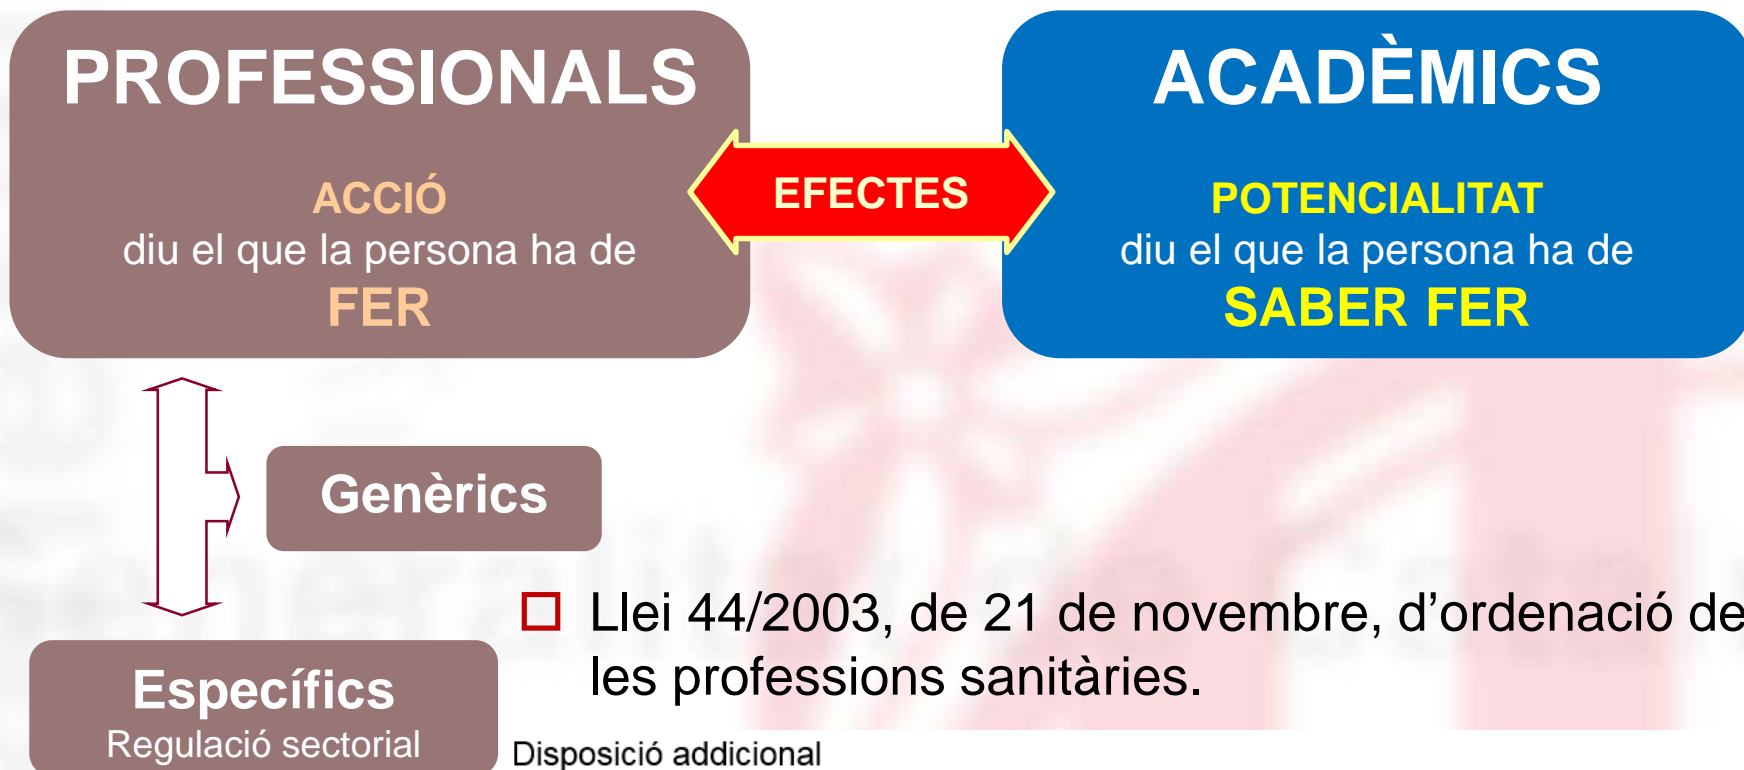 PROFESSIONALS
ACCIÓ
diu el que la persona ha de
FER
EFECTES
ACADÈMICS
POTENCIALITAT
diu el que la persona ha de
SABER FER
Genèrics
Específics
Regulació sectorial
Llei 44/2003, de 21 de novembre, d’ordenació de
les professions sanitàries.
Disposició addicional